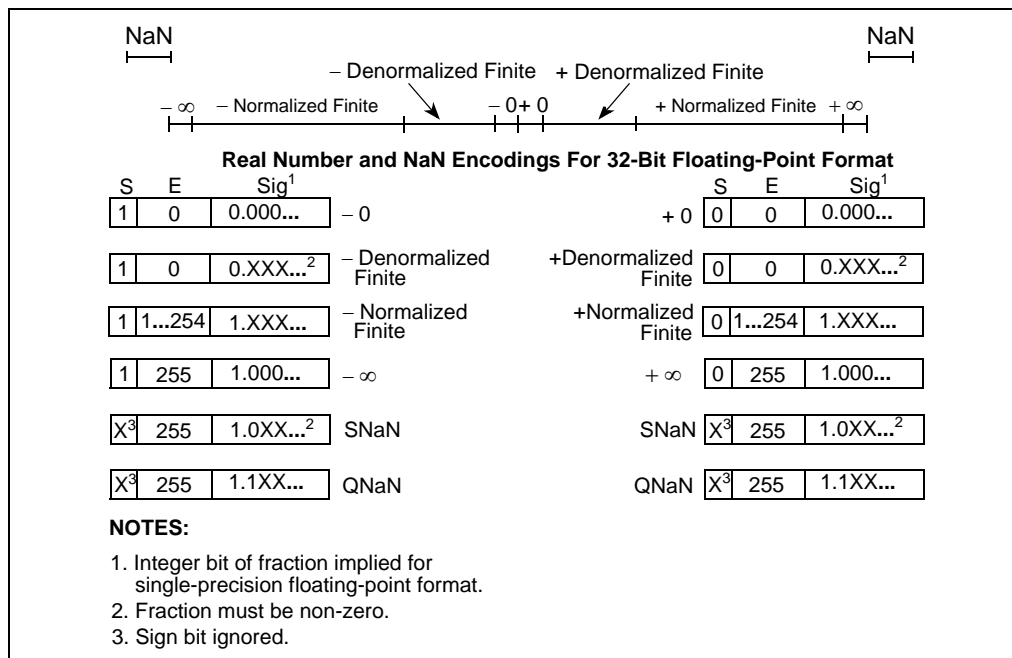 NaN NaN
– Denormalized Finite + Denormalized Finite
– ∞ – Normalized Finite – 0 + 0 + Normalized Finite + ∞
Real Number and NaN Encodings For 32-Bit Floating-Point Format
S E Sig¹ S E Sig¹
1 0 0.000... – 0 + 0 0 0 0.000...
1 0 0.XXX...² – Denormalized Finite +Denormalized Finite 0 0 0.XXX...²
1 1...254 1.XXX... – Normalized Finite +Normalized Finite 0 1...254 1.XXX...
1 255 1.000... – ∞ + ∞ 0 255 1.000...
X³ 255 1.0XX...² SNaN SNaN X³ 255 1.0XX...²
X³ 255 1.1XX... QNaN QNaN X³ 255 1.1XX...
NOTES:
1. Integer bit of fraction implied for
single-precision floating-point format.
2. Fraction must be non-zero.
3. Sign bit ignored.